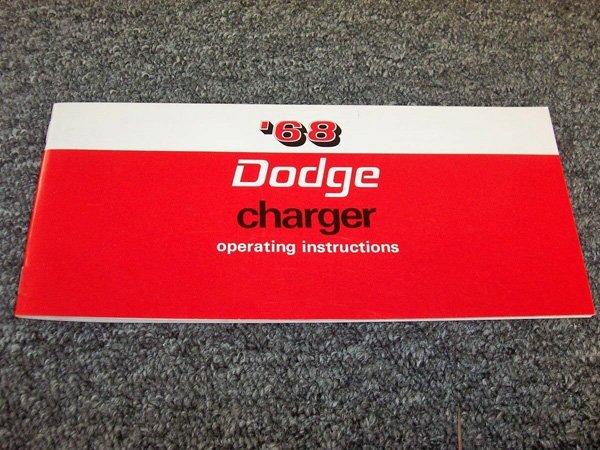 '68
Dodge
charger
operating instructions